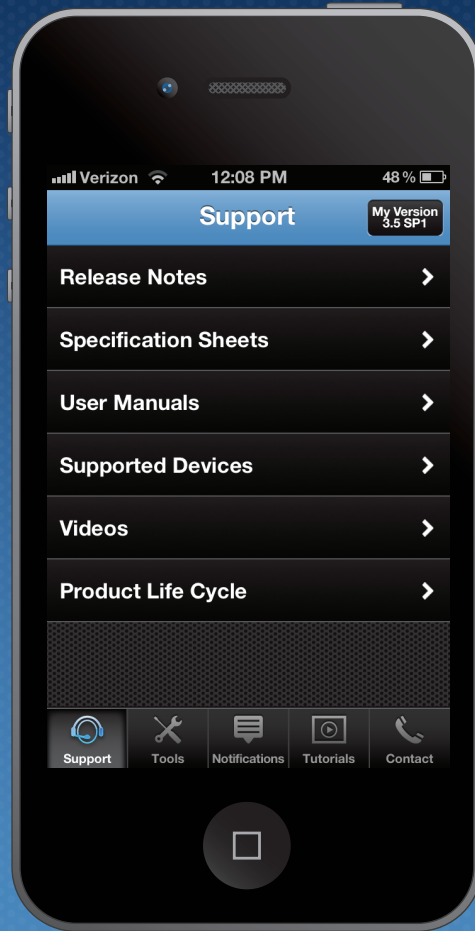 Verizon 12:08 PM 48 %
Support
My Version
3.5 SP1
Release Notes
Specification Sheets
User Manuals
Supported Devices
Videos
Product Life Cycle
Support Tools Notifications Tutorials Contact